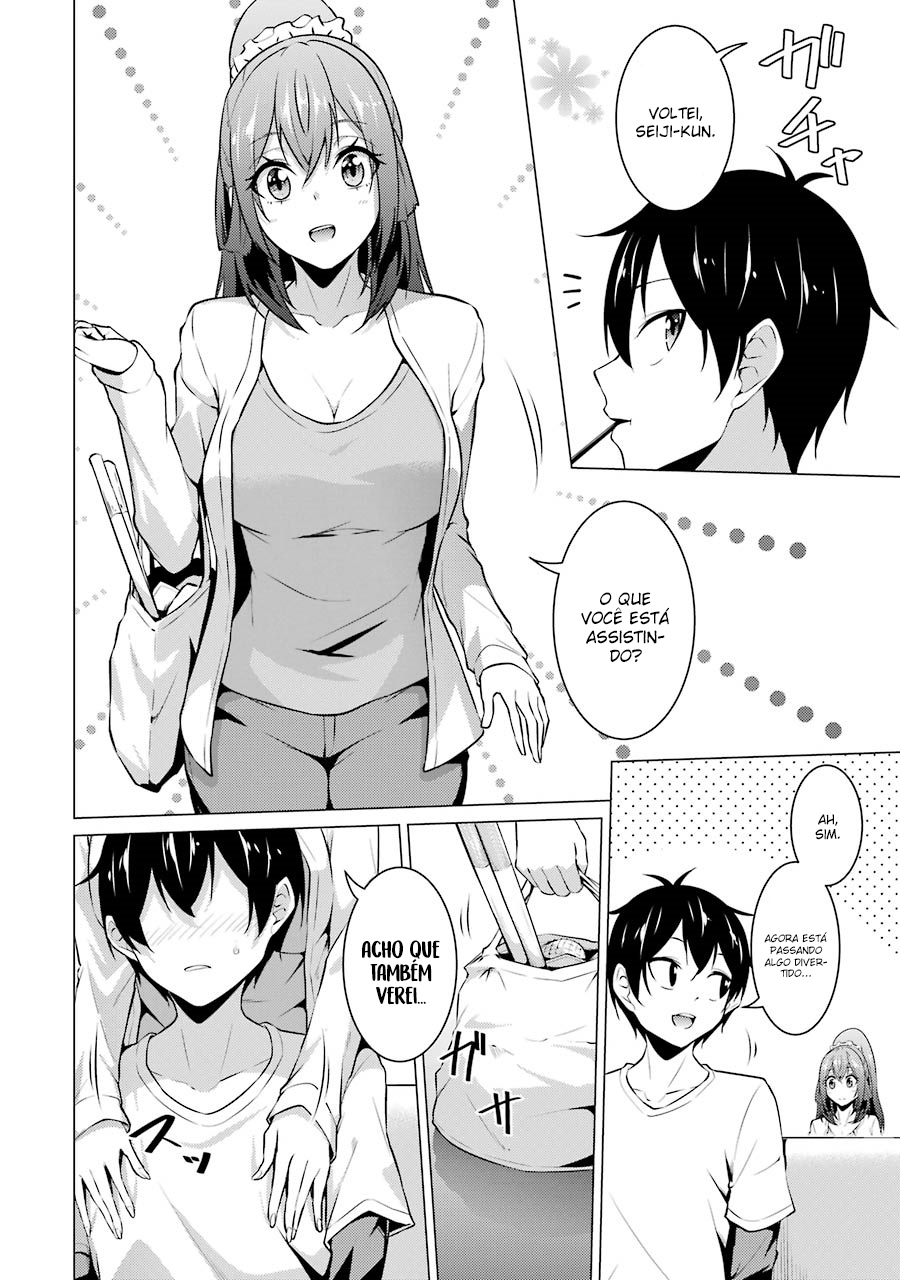 ガチャ
VOLTEI,
SEIJI-KUN.
O QUE
VOCÊ ESTÁ
ASSISTIN-
DO?
AH,
SIM.
AGORA ESTÁ
PASSANDO
ALGO DIVER-
TIDO...
ガサ
ACHO QUE
TAMBÉM
VEREI...
スッ